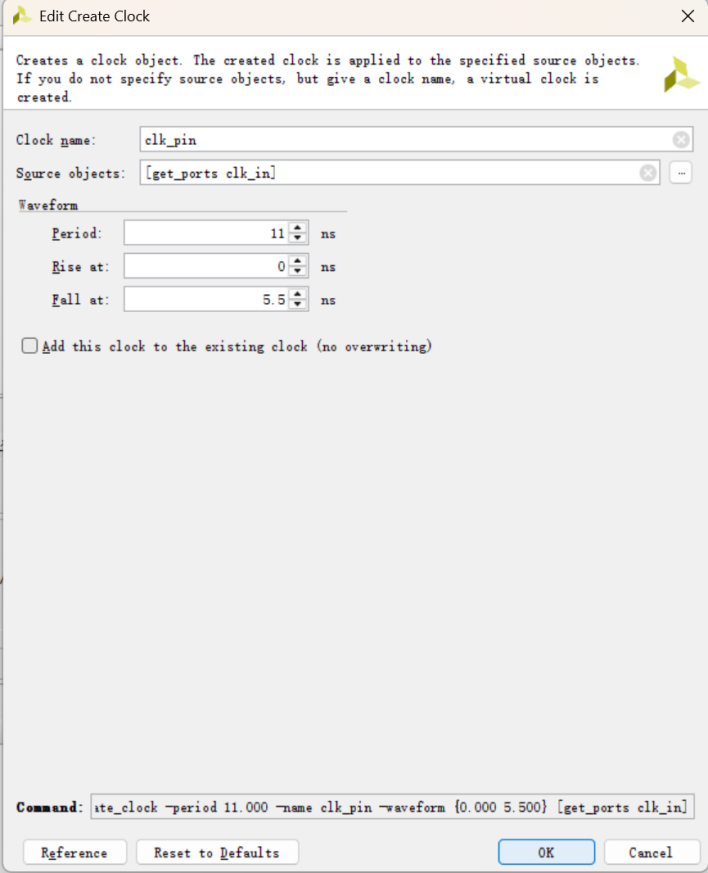 Edit Create Clock
Creates a clock object. The created clock is applied to the specified source objects.
If you do not specify source objects, but give a clock name, a virtual clock is
created.
Clock name: clk_pin
Source objects: [get_ports clk_in] ...
Waveform
Period: 11 ns
Rise at: 0 ns
Fall at: 5.5 ns
Add this clock to the existing clock (no overwriting)
Command: ate_clock -period 11.000 -name clk_pin -waveform {0.000 5.500} [get_ports clk_in]
Reference Reset to Defaults OK Cancel